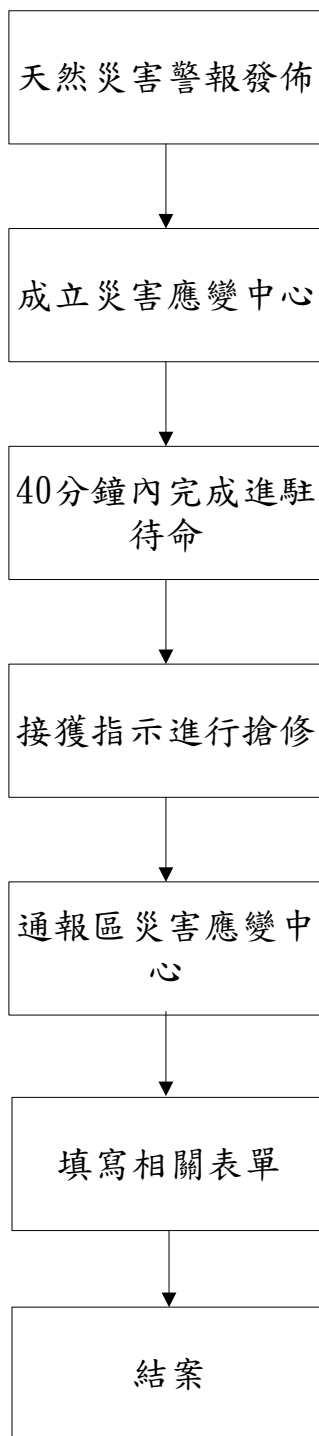 天然災害警報發佈
成立災害應變中心
40分鐘內完成進駐
待命
接獲指示進行搶修
通報區災害應變中
心
填寫相關表單
結案